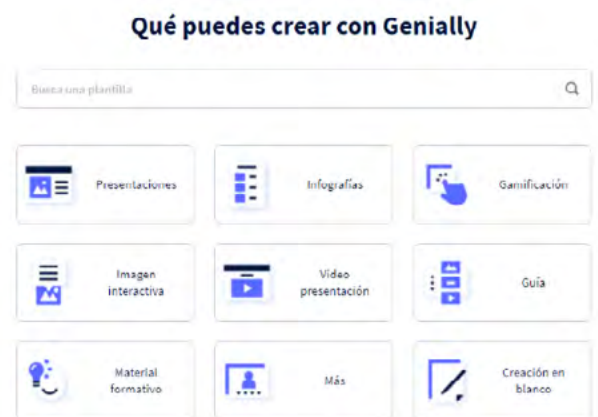 Qué puedes crear con Genially
Busca una plantilla
Presentaciones
Infografías
Gamificación
Imagen
interactiva
Vídeo
presentación
Guía
Material
formativo
Más
Creación en
blanco